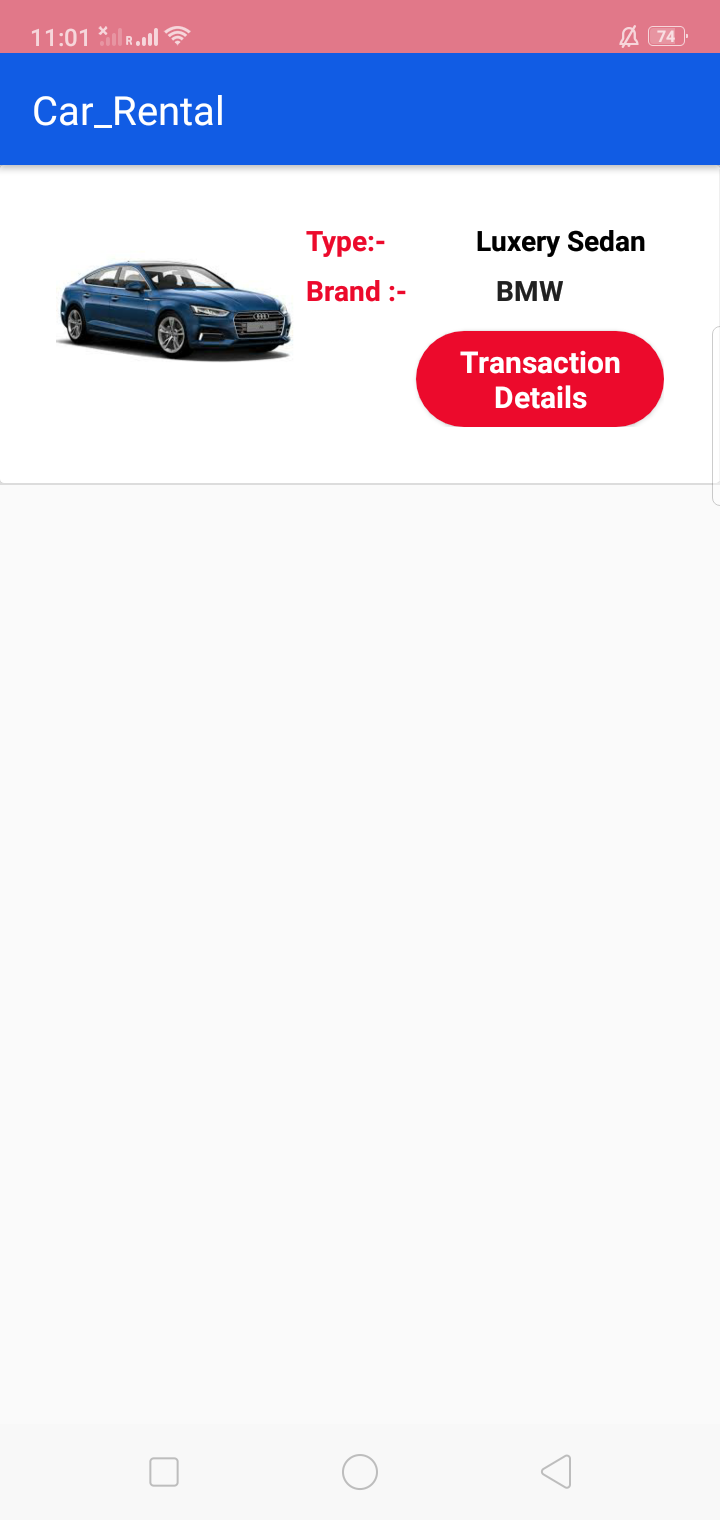 11:01 R 74
Car_Rental
Type:- Luxery Sedan
Brand :- BMW
Transaction
Details